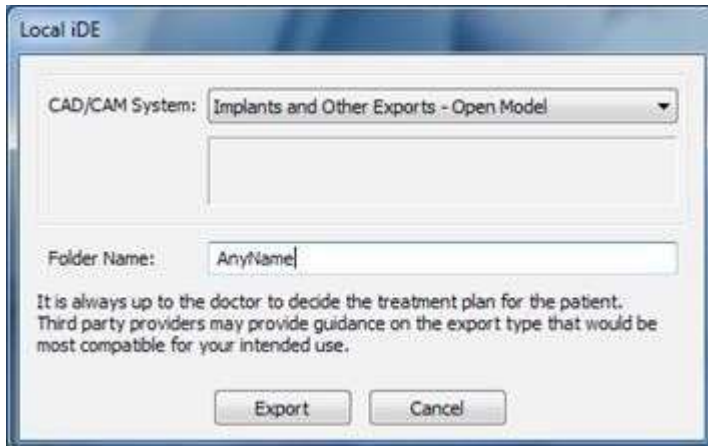 Local iDE
CAD/CAM System: Implants and Other Exports - Open Model
Folder Name: AnyName
It is always up to the doctor to decide the treatment plan for the patient.
Third party providers may provide guidance on the export type that would be
most compatible for your intended use.
Export Cancel